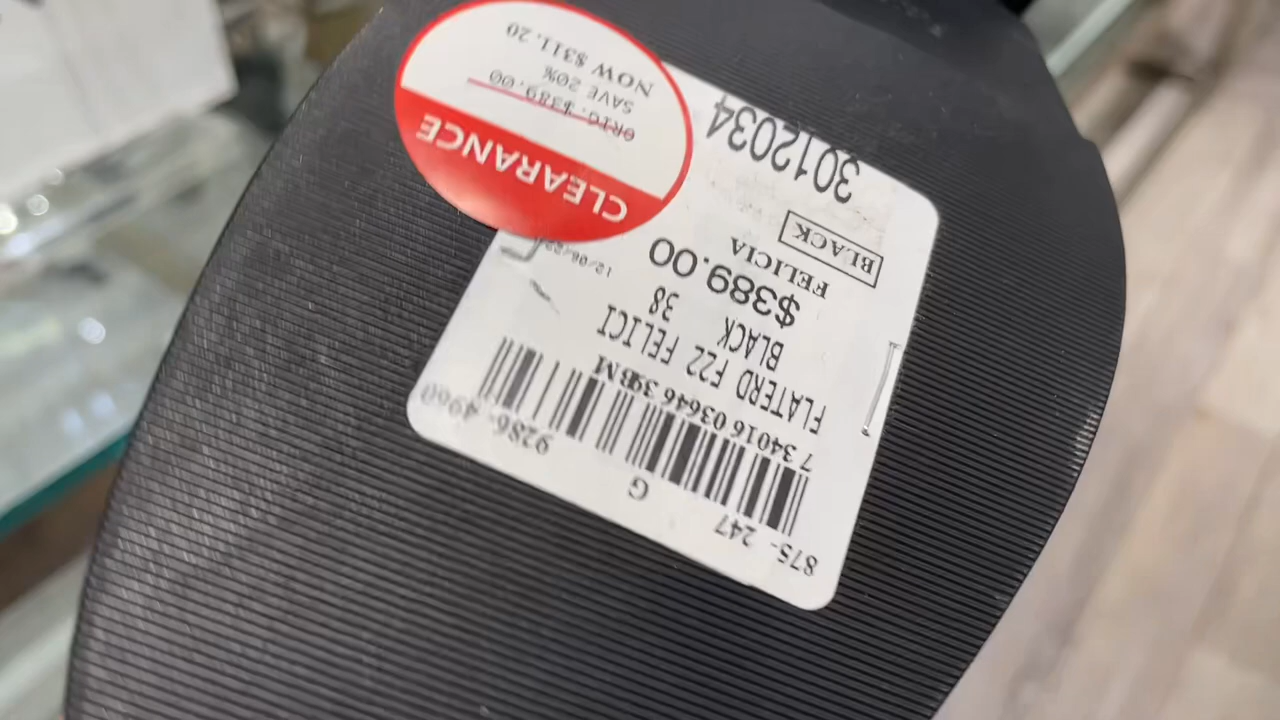 875- 247
G
9286- 4960
7 34016 03646 3
FLATERD F22 FELICI
BLACK 38
$389.00
FELICIA
BLACK
3012034
CLEARANCE
ORIG. $389.00
SAVE 20%
NOW $311.20